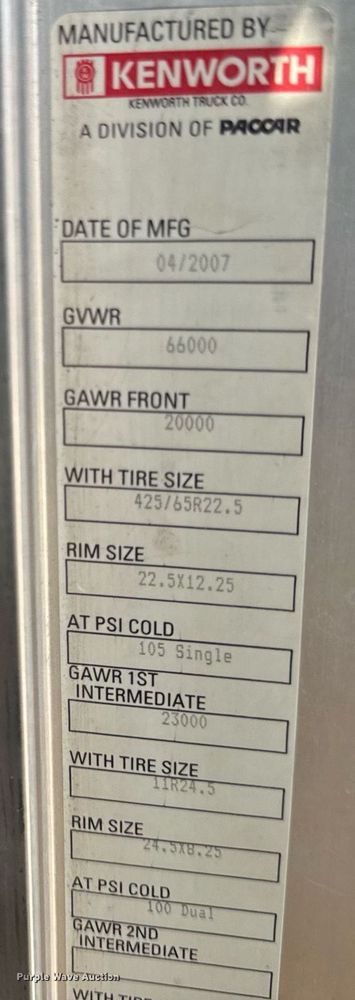 MANUFACTURED BY
KENWORTH
KENWORTH TRUCK CO.
A DIVISION OF PACCAR
DATE OF MFG
04/2007
GVWR
66000
GAWR FRONT
20000
WITH TIRE SIZE
425/65R22.5
RIM SIZE
22.5X12.25
AT PSI COLD
105 Single
GAWR 1ST
INTERMEDIATE
23000
WITH TIRE SIZE
11R24.5
RIM SIZE
24.5X8.25
AT PSI COLD
100 Dual
GAWR 2ND
INTERMEDIATE
WITH TIRE
Purple Wave Auction